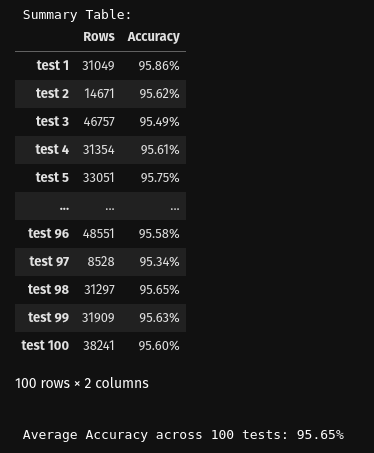 Summary Table:
Rows Accuracy
test 1 31049 95.86%
test 2 14671 95.62%
test 3 46757 95.49%
test 4 31354 95.61%
test 5 33051 95.75%
... ... ...
test 96 48551 95.58%
test 97 8528 95.34%
test 98 31297 95.65%
test 99 31909 95.63%
test 100 38241 95.60%
100 rows × 2 columns
Average Accuracy across 100 tests: 95.65%